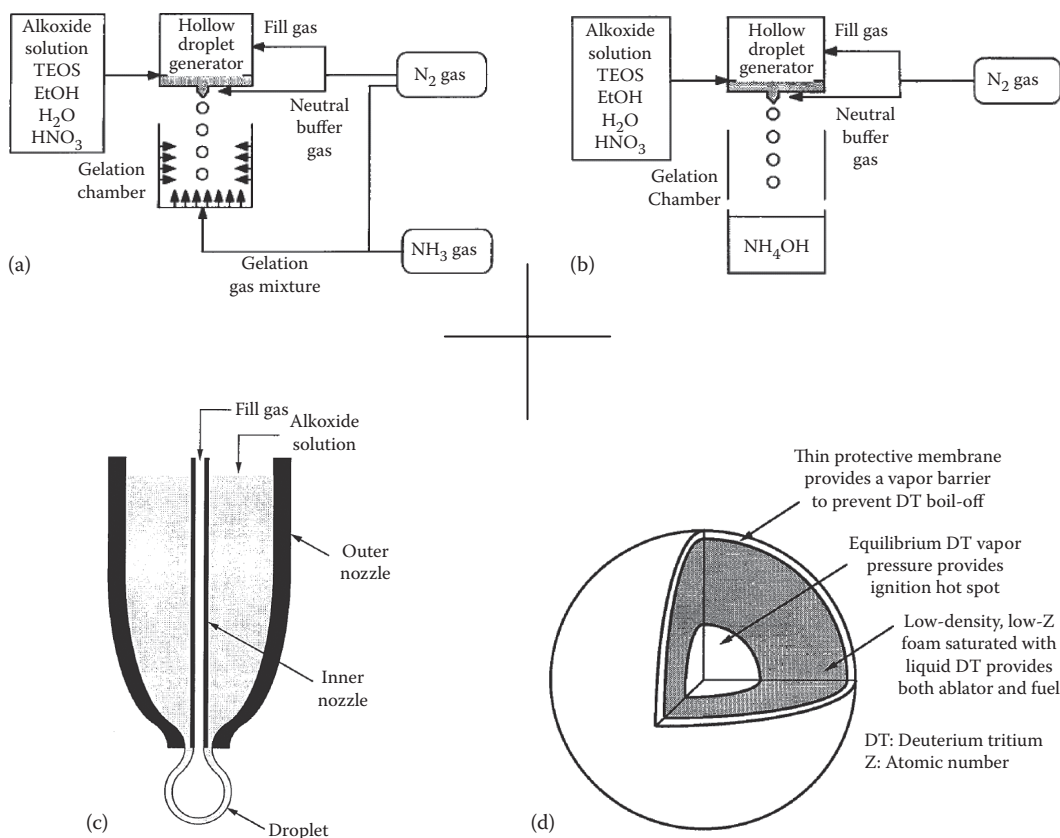 Alkoxide
solution
TEOS
EtOH
H₂O
HNO₃
Hollow
droplet
generator
Fill gas
N₂ gas
Neutral
buffer
gas
Gelation
chamber
NH₃ gas
Gelation
gas mixture
(a)
Alkoxide
solution
TEOS
EtOH
H₂O
HNO₃
Hollow
droplet
generator
Fill gas
N₂ gas
Neutral
buffer
gas
Gelation
Chamber
NH₄OH
(b)
Fill gas
Alkoxide
solution
Outer
nozzle
Inner
nozzle
Droplet
(c)
Thin protective membrane
provides a vapor barrier
to prevent DT boil-off
Equilibrium DT vapor
pressure provides
ignition hot spot
Low-density, low-Z
foam saturated with
liquid DT provides
both ablator and fuel
DT: Deuterium tritium
Z: Atomic number
(d)